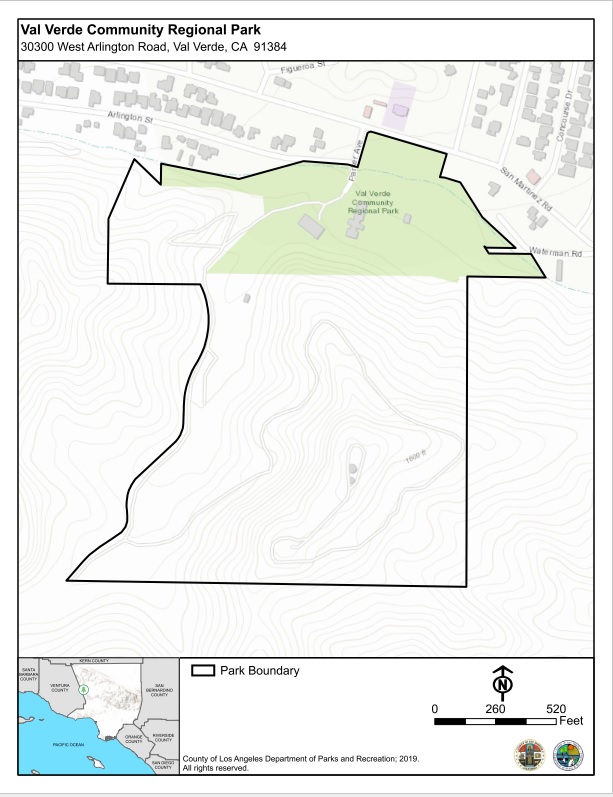 Val Verde Community Regional Park
30300 West Arlington Road, Val Verde, CA  91384
Figueroa St
Arlington St
Parker Ave
Concourse Dr
San Martinez Rd
Val Verde
Community
Regional Park
Waterman Rd
1600 ft
KERN COUNTY
SANTA
BARBARA
COUNTY
VENTURA
COUNTY
SAN
BERNARDINO
COUNTY
ORANGE
COUNTY
RIVERSIDE
COUNTY
SAN DIEGO
COUNTY
PACIFIC OCEAN
Park Boundary
N
0 260 520
Feet
County of Los Angeles Department of Parks and Recreation; 2019.
All rights reserved.